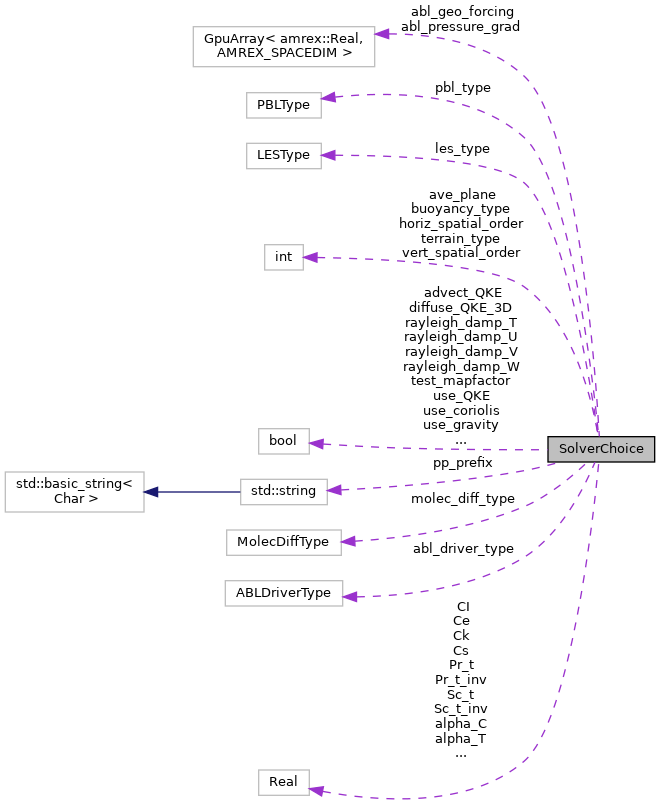 abl_geo_forcing
abl_pressure_grad
GpuArray< amrex::Real,
AMREX_SPACEDIM >
pbl_type
PBLType
les_type
LESType
ave_plane
buoyancy_type
horiz_spatial_order
terrain_type
vert_spatial_order
int
advect_QKE
diffuse_QKE_3D
rayleigh_damp_T
rayleigh_damp_U
rayleigh_damp_V
rayleigh_damp_W
test_mapfactor
use_QKE
use_coriolis
use_gravity
...
bool
SolverChoice
pp_prefix
std::basic_string<
Char >
std::string
molec_diff_type
MolecDiffType
abl_driver_type
ABLDriverType
CI
Ce
Ck
Cs
Pr_t
Pr_t_inv
Sc_t
Sc_t_inv
alpha_C
alpha_T
...
Real